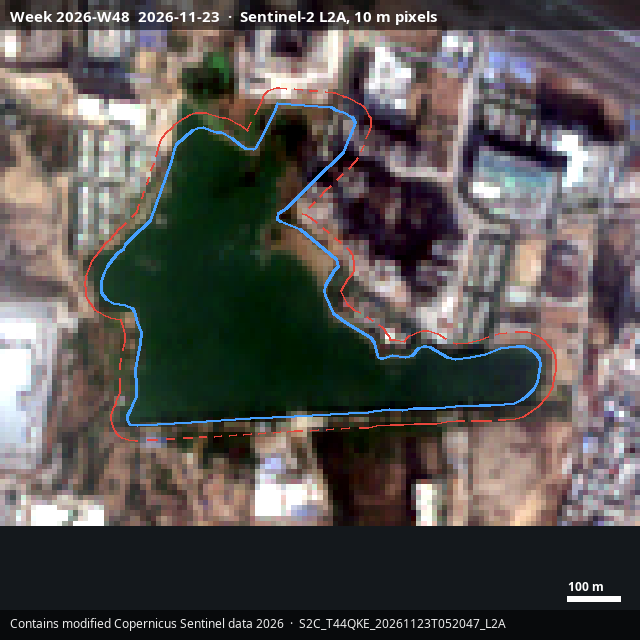 Week 2026-W48  2026-11-23  ·  Sentinel-2 L2A, 10 m pixels
100 m
Contains modified Copernicus Sentinel data 2026  ·  S2C_T44QKE_20261123T052047_L2A